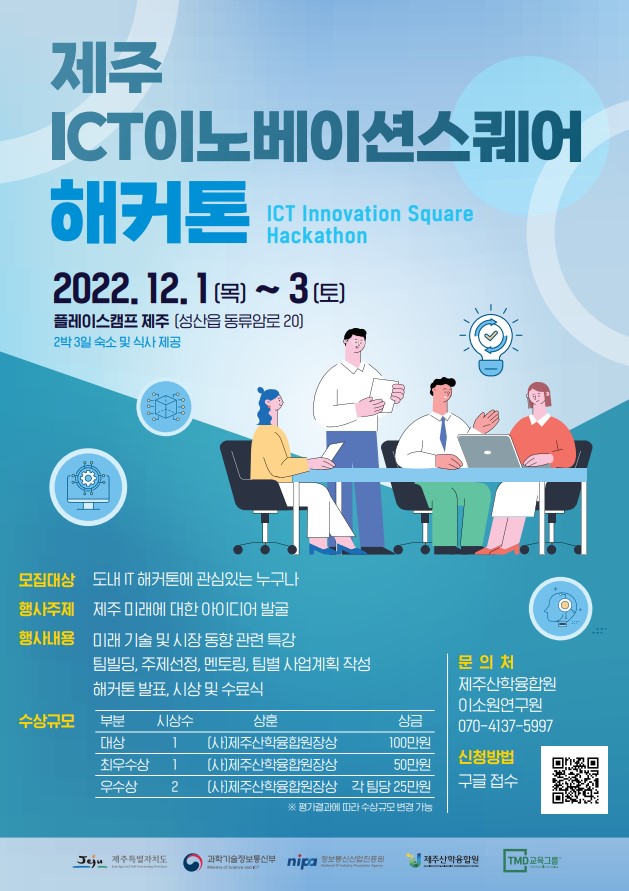 제주
ICT이노베이션스퀘어
해커톤
ICT Innovation Square
Hackathon
2022. 12. 1(목) ~ 3(토)
플레이스캠프 제주 (성산읍 동류암로 20)
2박 3일 숙소 및 식사 제공
모집대상 도내 IT 해커톤에 관심있는 누구나
행사주제 제주 미래에 대한 아이디어 발굴
행사내용 미래 기술 및 시장 동향 관련 특강
팀빌딩, 주제선정, 멘토링, 팀별 사업계획 작성
해커톤 발표, 시상 및 수료식
수상규모 부분 시상수 상훈 상금
대상 1 (사)제주산학융합원장상 100만원
최우수상 1 (사)제주산학융합원장상 50만원
우수상 2 (사)제주산학융합원장상 각 팀당 25만원
※ 평가결과에 따라 수상규모 변경 가능
문의처
제주산학융합원
이소원연구원
070-4137-5997
신청방법
구글 접수
Jeju 제주특별자치도
과학기술정보통신부
Ministry of Science and ICT
nipa 정보통신산업진흥원
제주산학융합원
TMD교육그룹